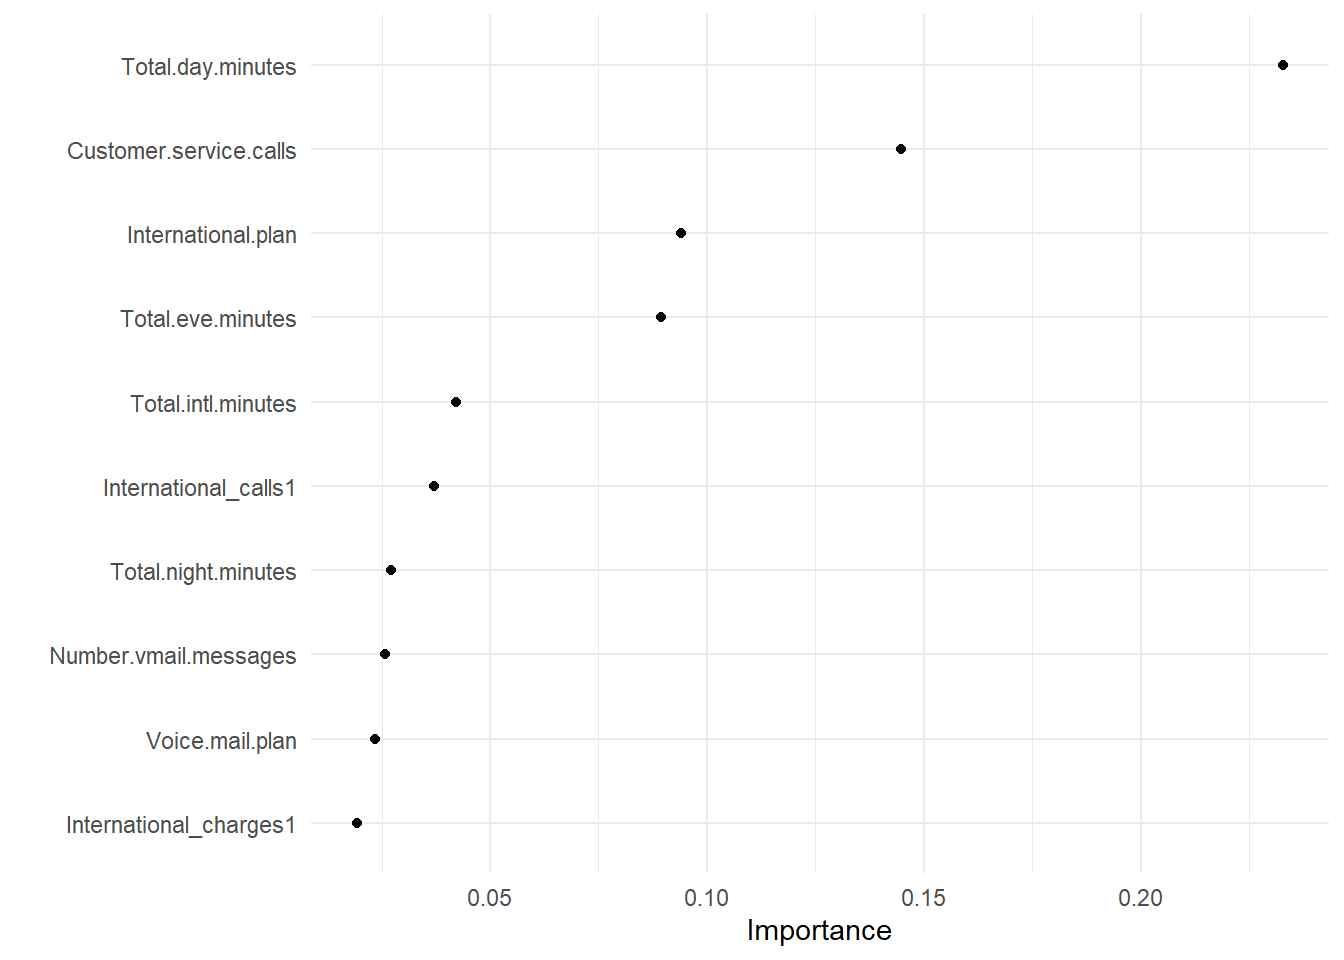 Total.day.minutes
Customer.service.calls
International.plan
Total.eve.minutes
Total.intl.minutes
International_calls1
Total.night.minutes
Number.vmail.messages
Voice.mail.plan
International_charges1
0.05 0.10 0.15 0.20
Importance